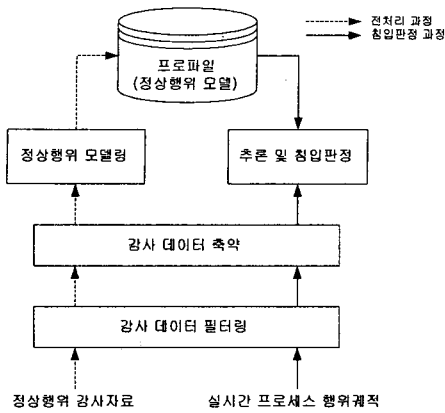 전처리 과정
침입판정 과정
프로파일
(정상행위 모델)
정상행위 모델링
추론 및 침입판정
감사 데이터 축약
감사 데이터 필터링
정상행위 감사자료
실시간 프로세스 행위궤적